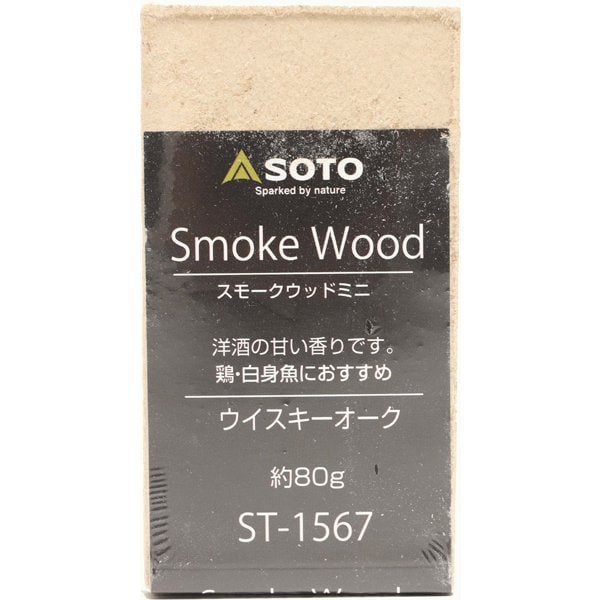 SOTO
Sparked by nature
Smoke Wood
スモークウッドミニ
洋酒の甘い香りです。
鶏・白身魚におすすめ
ウイスキーオーク
約80g
ST-1567
Smoke Wood